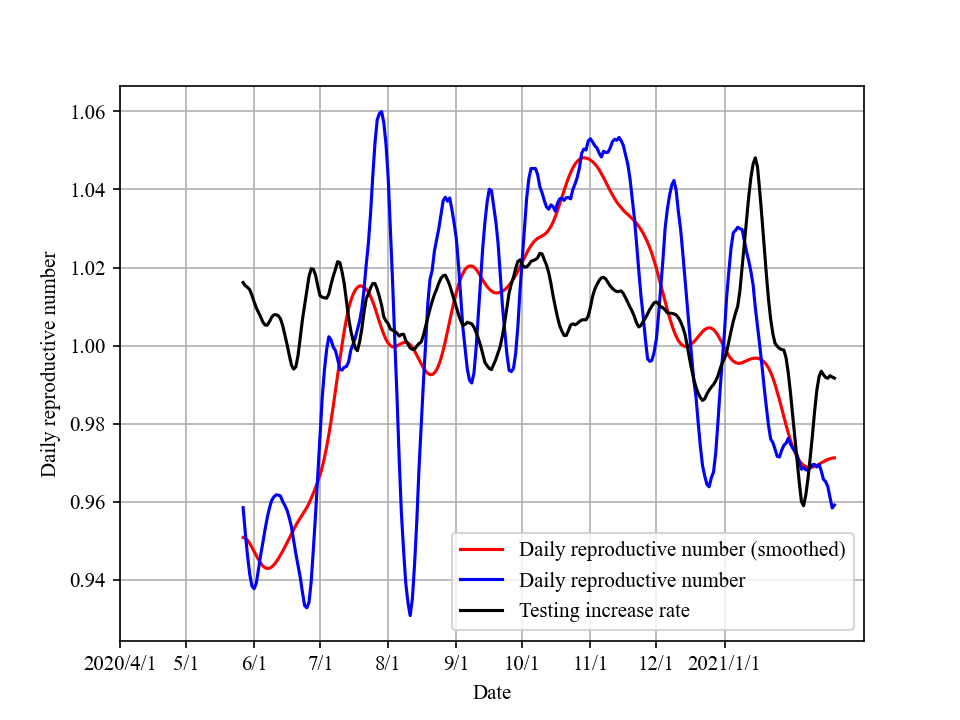 1.06
1.04
1.02
1.00
0.98
0.96
0.94
Daily reproductive number
Daily reproductive number (smoothed)
Daily reproductive number
Testing increase rate
2020/4/1 5/1 6/1 7/1 8/1 9/1 10/1 11/1 12/1 2021/1/1
Date